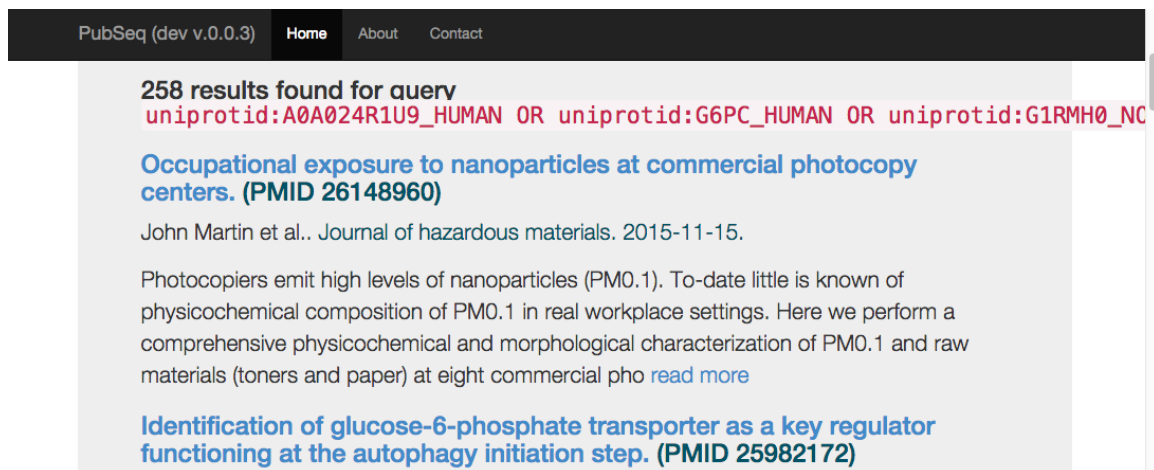 PubSeq (dev v.0.0.3) Home About Contact
258 results found for query
uniprotid:A0A024R1U9_HUMAN OR uniprotid:G6PC_HUMAN OR uniprotid:G1RMH0_NO
Occupational exposure to nanoparticles at commercial photocopy
centers. (PMID 26148960)
John Martin et al.. Journal of hazardous materials. 2015-11-15.
Photocopiers emit high levels of nanoparticles (PM0.1). To-date little is known of
physicochemical composition of PM0.1 in real workplace settings. Here we perform a
comprehensive physicochemical and morphological characterization of PM0.1 and raw
materials (toners and paper) at eight commercial pho read more
Identification of glucose-6-phosphate transporter as a key regulator
functioning at the autophagy initiation step. (PMID 25982172)